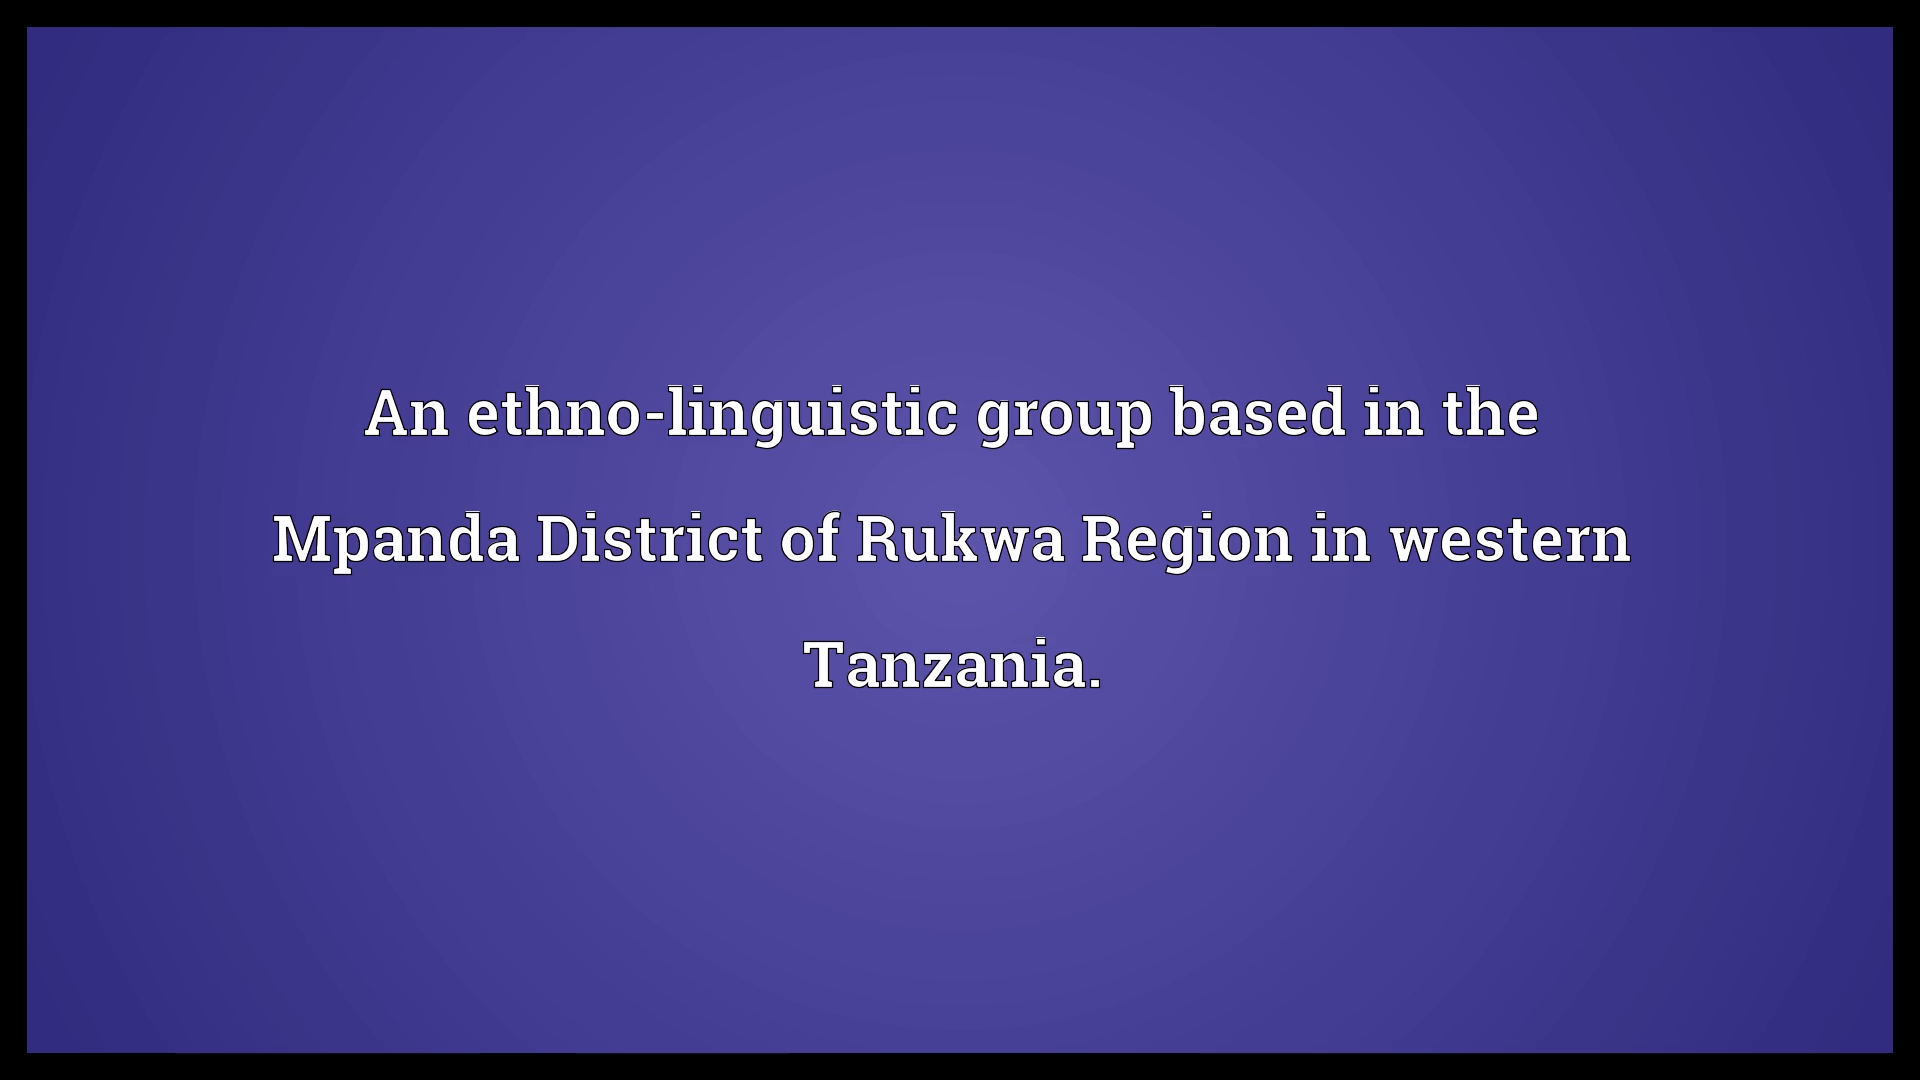 An ethno-linguistic group based in the
Mpanda District of Rukwa Region in western
Tanzania.